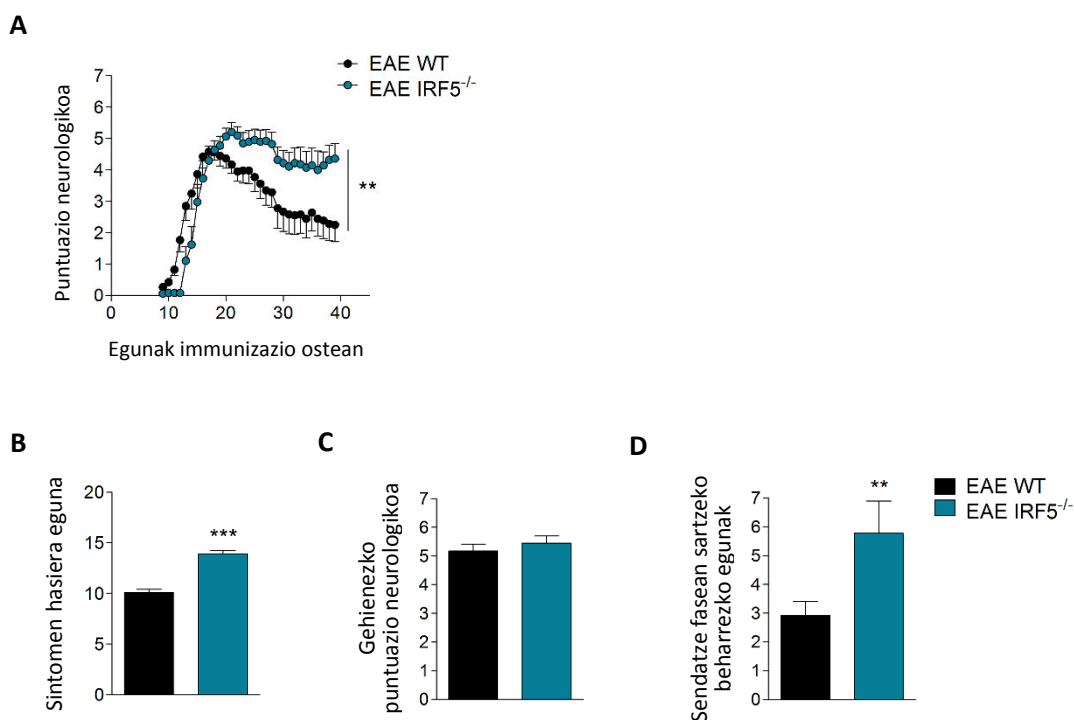 A
EAE WT
EAE IRF5-/-
Puntuazio neurologikoa
7
6
5
4
3
2
1
0
**
0 10 20 30 40
Egunak immunizazio ostean
B
Sintomen hasiera eguna
20
15
10
5
0
***
C
Gehienezko
puntuazio neurologikoa
7
6
5
4
3
2
1
0
D
Sendatze fasean sartzeko
beharrezko egunak
7
6
5
4
3
2
1
0
**
EAE WT
EAE IRF5-/-